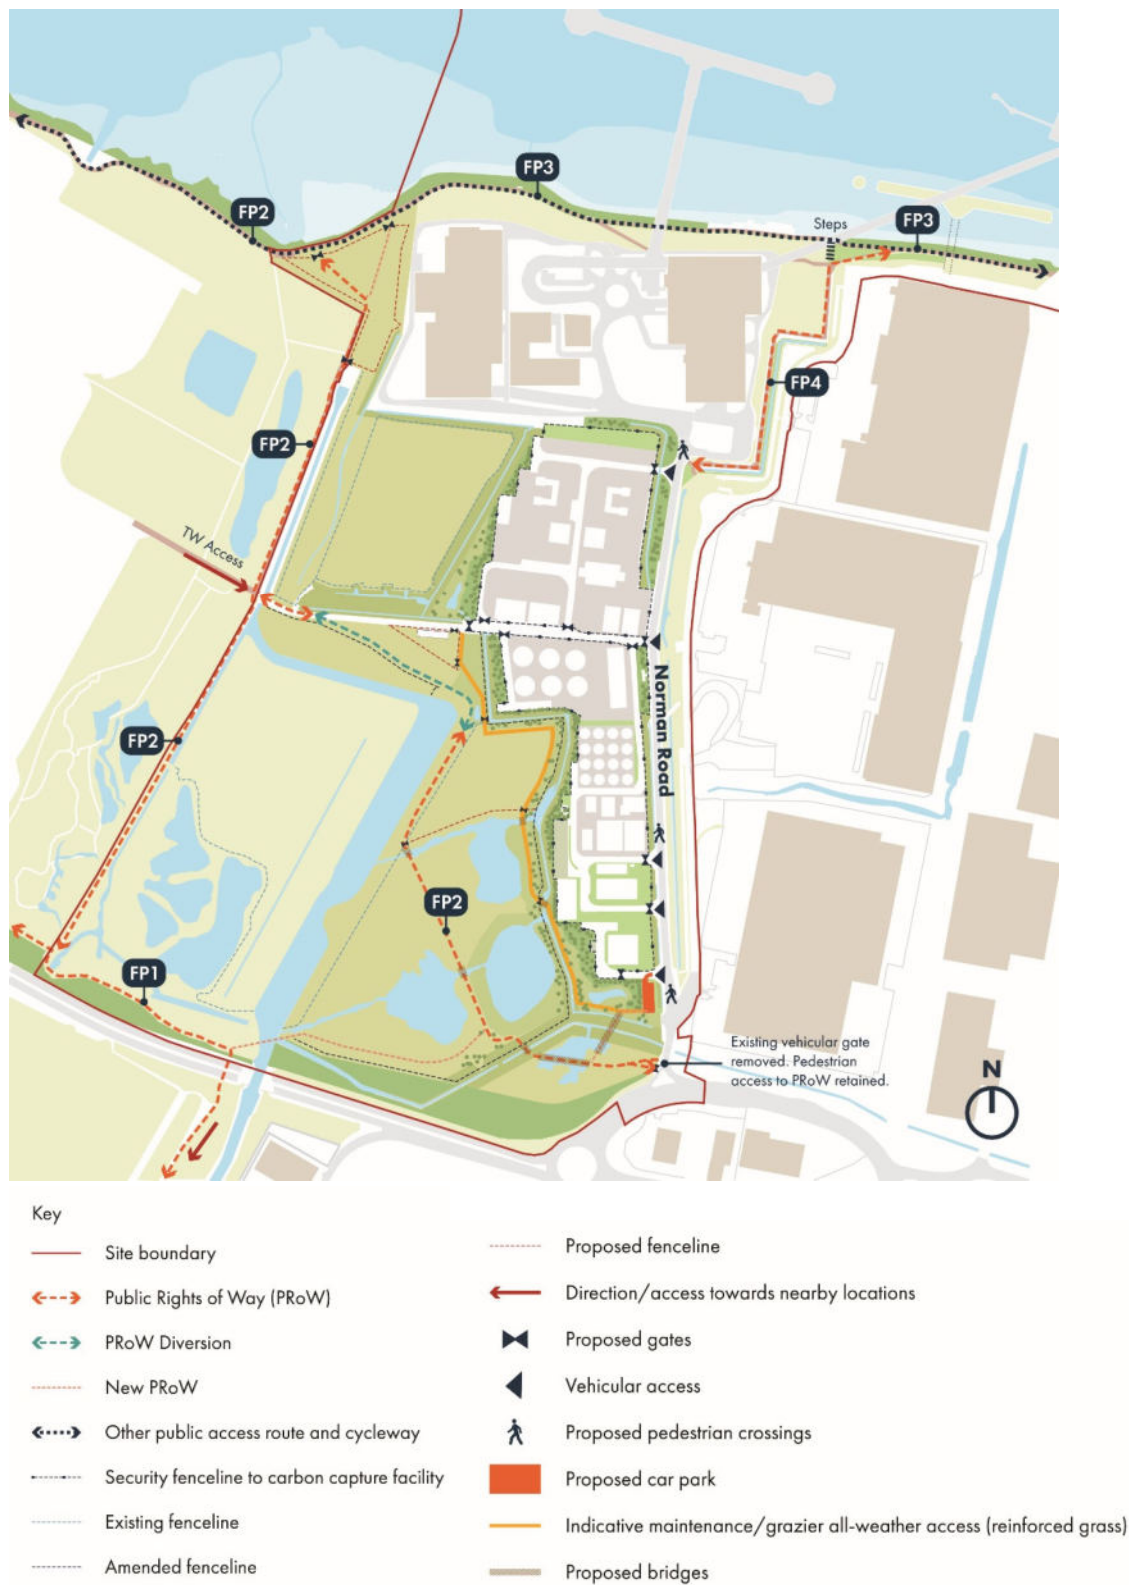 FP3
FP2
Steps
FP3
FP4
FP2
TW Access
Norman Road
FP2
FP2
FP1
Existing vehicular gate
removed. Pedestrian
access to PRoW retained.
N
Key
Site boundary
Public Rights of Way (PRoW)
PRoW Diversion
New PRoW
Other public access route and cycleway
Security fenceline to carbon capture facility
Existing fenceline
Amended fenceline
Proposed fenceline
Direction/access towards nearby locations
Proposed gates
Vehicular access
Proposed pedestrian crossings
Proposed car park
Indicative maintenance/grazier all-weather access (reinforced grass)
Proposed bridges